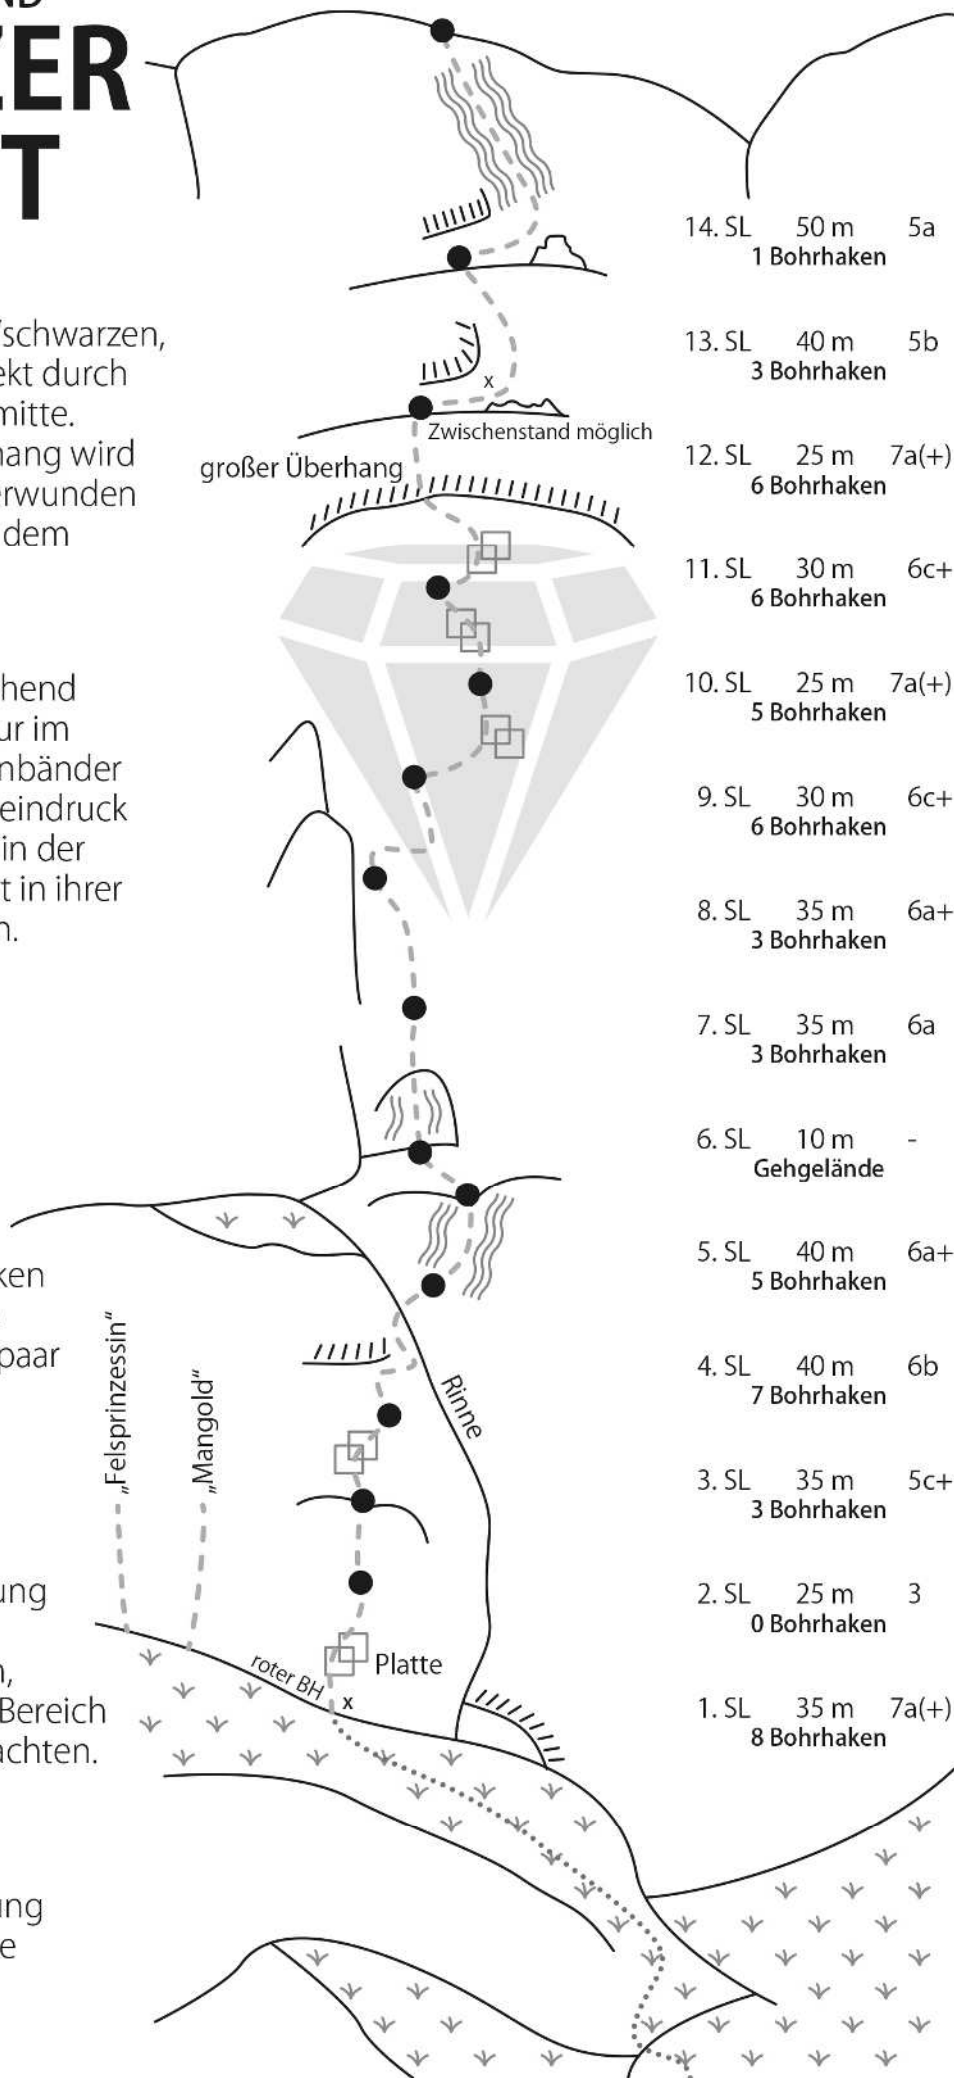 ZER
T
/schwarzen,
ekt durch
mitte.
nang wird
erwunden
dem
hend
ur im
nbänder
eindruck
in der
t in ihrer
n.
ken
paar
ung
n,
Bereich
achten.
ung
e
großer Überhang
Zwischenstand möglich
x
„Felsprinzessin“
„Mangold“
Rinne
Platte
roter BH
x
14. SL 50 m 5a
1 Bohrhaken
13. SL 40 m 5b
3 Bohrhaken
12. SL 25 m 7a(+)
6 Bohrhaken
11. SL 30 m 6c+
6 Bohrhaken
10. SL 25 m 7a(+)
5 Bohrhaken
9. SL 30 m 6c+
6 Bohrhaken
8. SL 35 m 6a+
3 Bohrhaken
7. SL 35 m 6a
3 Bohrhaken
6. SL 10 m -
Gehgelände
5. SL 40 m 6a+
5 Bohrhaken
4. SL 40 m 6b
7 Bohrhaken
3. SL 35 m 5c+
3 Bohrhaken
2. SL 25 m 3
0 Bohrhaken
1. SL 35 m 7a(+)
8 Bohrhaken